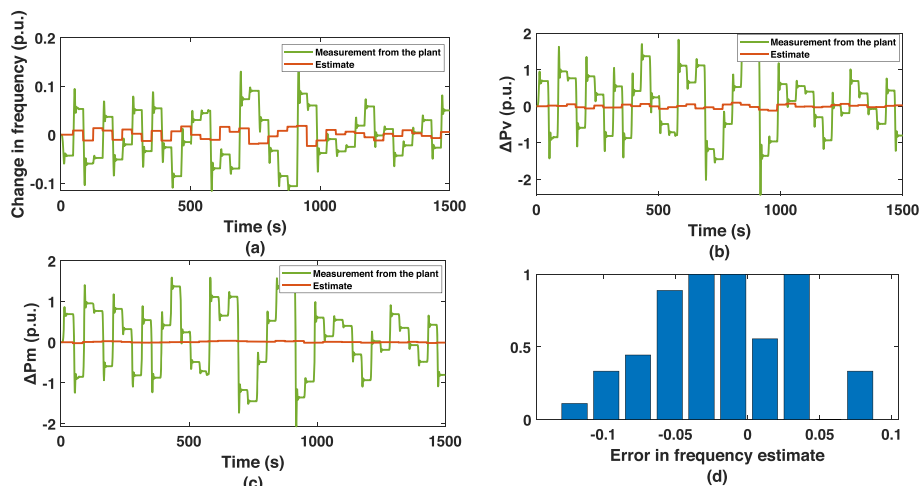 Change in frequency (p.u.)
0.2
0.1
0
-0.1
Measurement from the plant
Estimate
0
500
1000
1500
Time (s)
(a)
ΔPv (p.u.)
2
1
0
-1
-2
Measurement from the plant
Estimate
0
500
1000
1500
Time (s)
(b)
ΔPm (p.u.)
2
1
0
-1
-2
Measurement from the plant
Estimate
0
500
1000
1500
Time (s)
(c)
1
0.5
0
-0.1
-0.05
0
0.05
0.1
Error in frequency estimate
(d)